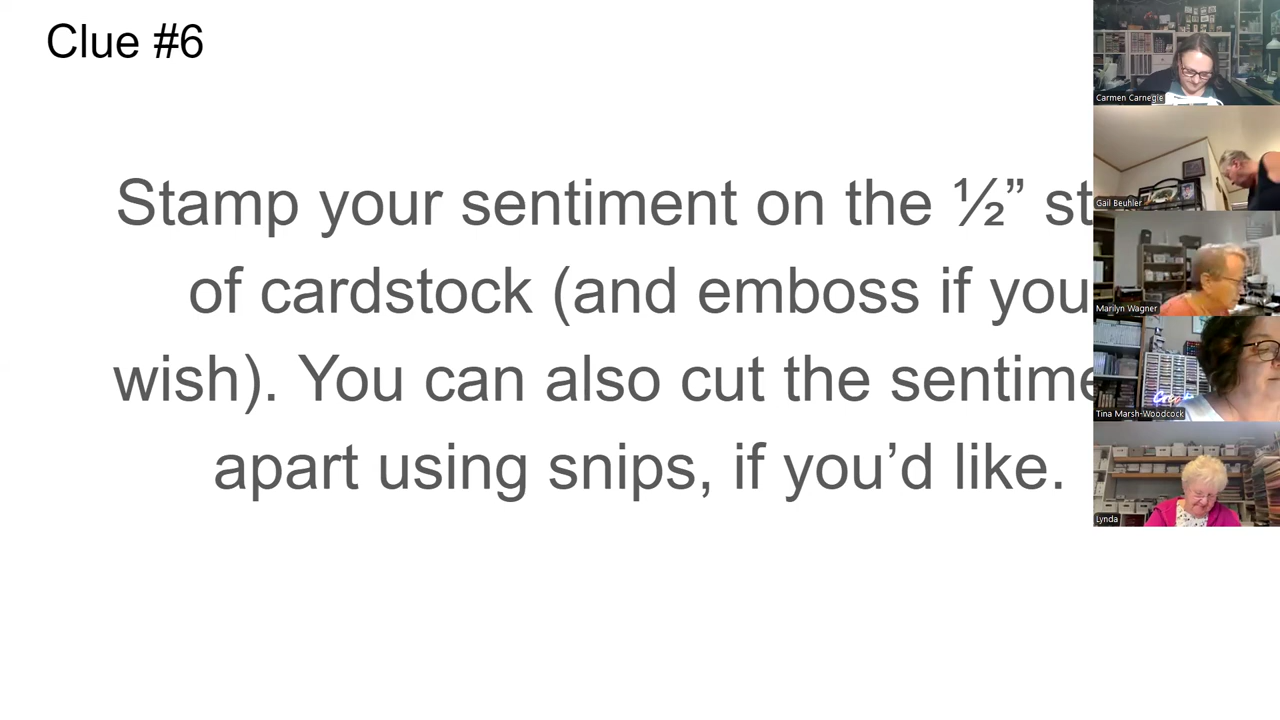 Clue #6
Stamp your sentiment on the ½” st
of cardstock (and emboss if you
wish). You can also cut the sentime
apart using snips, if you’d like.
Carmen Carnegie
Gail Beuhler
Marilyn Wagner
Tina Marsh-Woodcock
Lynda